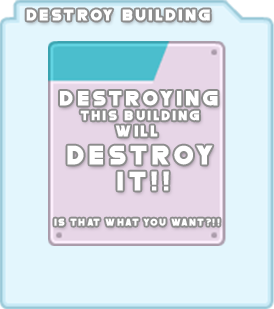 DESTROY BUILDING
DESTROYING
THIS BUILDING
WILL
DESTROY
IT!!
IS THAT WHAT YOU WANT?!!